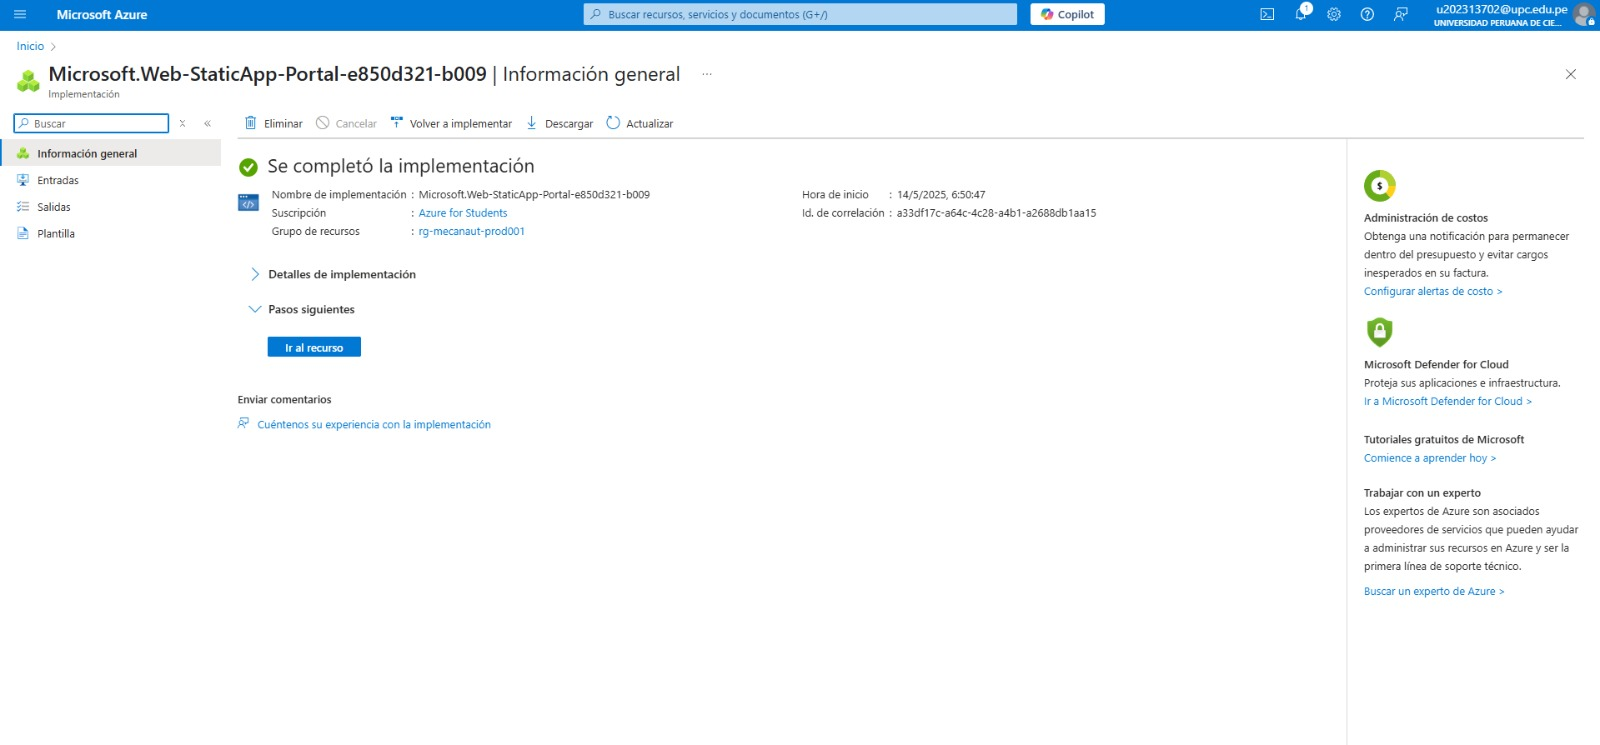 Microsoft Azure
Buscar recursos, servicios y documentos (G+/)
Copilot
1
u202313702@upc.edu.pe
UNIVERSIDAD PERUANA DE CIE...
Inicio >
Microsoft.Web-StaticApp-Portal-e850d321-b009 | Información general ...
Implementación
Buscar
Eliminar
Cancelar
Volver a implementar
Descargar
Actualizar
Información general
Entradas
Salidas
Plantilla
Se completó la implementación
Nombre de implementación : Microsoft.Web-StaticApp-Portal-e850d321-b009
Suscripción : Azure for Students
Grupo de recursos : rg-mecanaut-prod001
Hora de inicio : 14/5/2025, 6:50:47
Id. de correlación : a33df17c-a64c-4c28-a4b1-a2688db1aa15
Detalles de implementación
Pasos siguientes
Ir al recurso
Enviar comentarios
Cuéntenos su experiencia con la implementación
Administración de costos
Obtenga una notificación para permanecer
dentro del presupuesto y evitar cargos
inesperados en su factura.
Configurar alertas de costo >
Microsoft Defender for Cloud
Proteja sus aplicaciones e infraestructura.
Ir a Microsoft Defender for Cloud >
Tutoriales gratuitos de Microsoft
Comience a aprender hoy >
Trabajar con un experto
Los expertos de Azure son asociados
proveedores de servicios que pueden ayudar
a administrar sus recursos en Azure y ser la
primera línea de soporte técnico.
Buscar un experto de Azure >